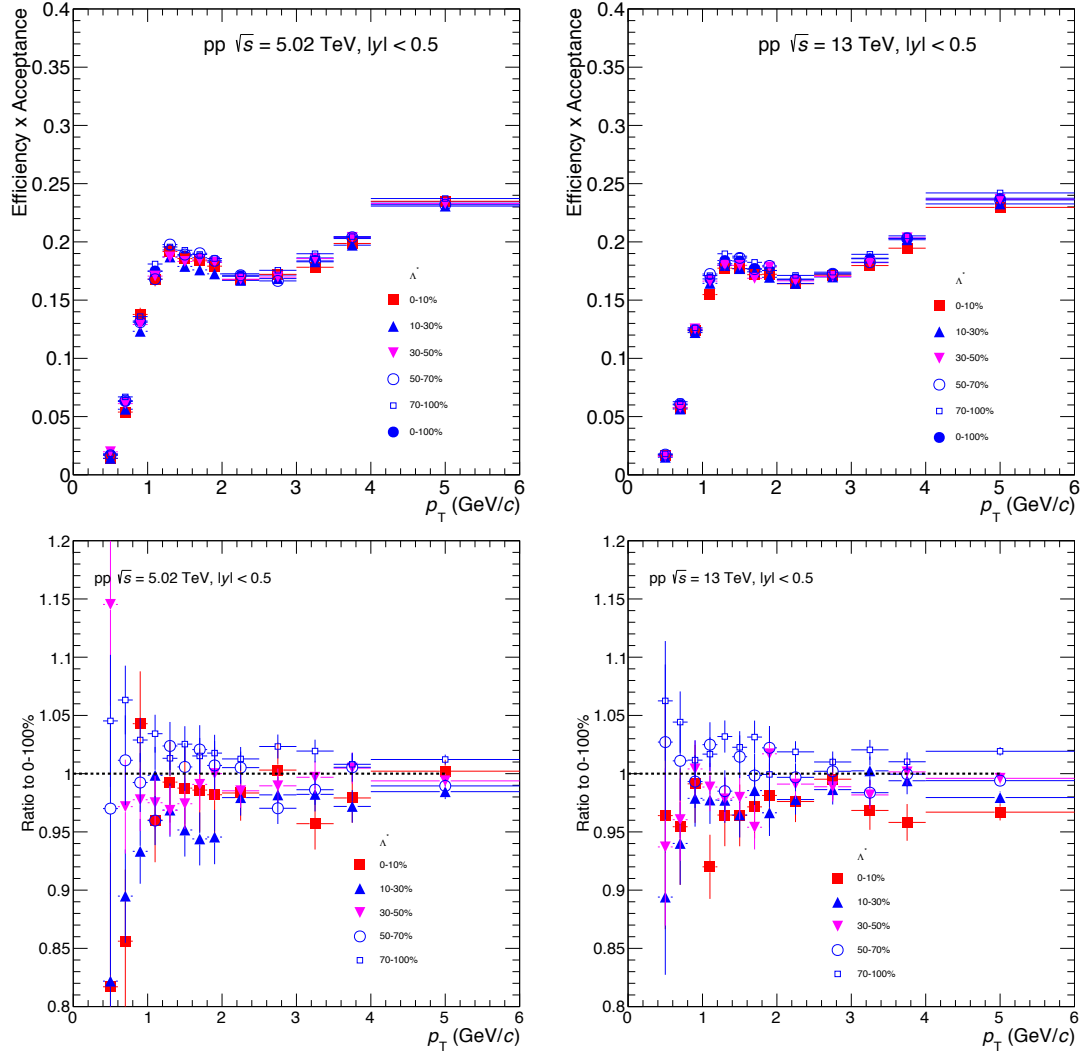 pp √s = 5.02 TeV, |y| < 0.5
Efficiency x Acceptance
0.4
0.35
0.3
0.25
0.2
0.15
0.1
0.05
0
Λ*
0-10%
10-30%
30-50%
50-70%
70-100%
0-100%
0 1 2 3 4 5 6
p_T (GeV/c)
pp √s = 13 TeV, |y| < 0.5
Efficiency x Acceptance
0.4
0.35
0.3
0.25
0.2
0.15
0.1
0.05
0
Λ*
0-10%
10-30%
30-50%
50-70%
70-100%
0-100%
0 1 2 3 4 5 6
p_T (GeV/c)
pp √s = 5.02 TeV, |y| < 0.5
Ratio to 0-100%
1.2
1.15
1.1
1.05
1
0.95
0.9
0.85
0.8
Λ*
0-10%
10-30%
30-50%
50-70%
70-100%
0 1 2 3 4 5 6
p_T (GeV/c)
pp √s = 13 TeV, |y| < 0.5
Ratio to 0-100%
1.2
1.15
1.1
1.05
1
0.95
0.9
0.85
0.8
Λ*
0-10%
10-30%
30-50%
50-70%
70-100%
0 1 2 3 4 5 6
p_T (GeV/c)